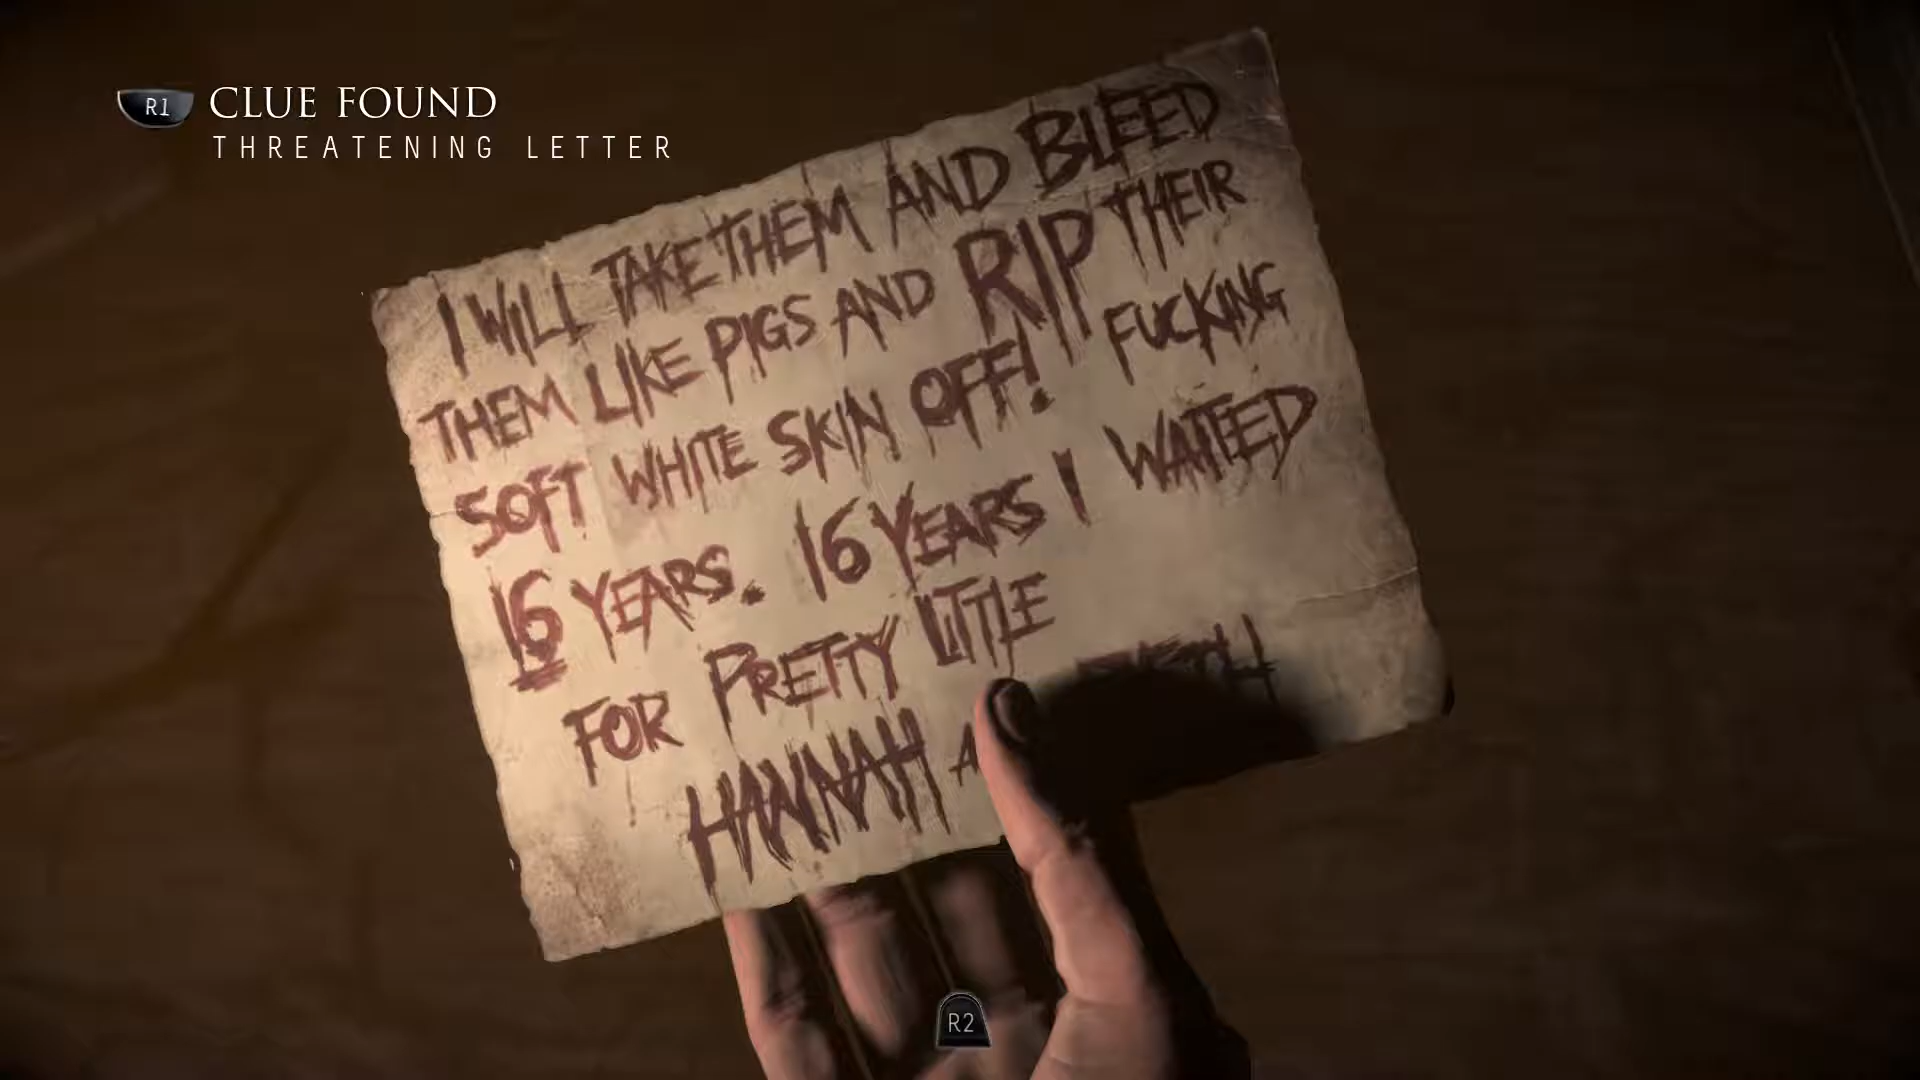 R1 CLUE FOUND
THREATENING LETTER
I WILL TAKE THEM AND BLEED
THEM LIKE PIGS AND RIP THEIR
SOFT WHITE SKIN OFF! FUCKING
16 YEARS. 16 YEARS I WAITED
FOR PRETTY LITTLE
HANNAH
R2